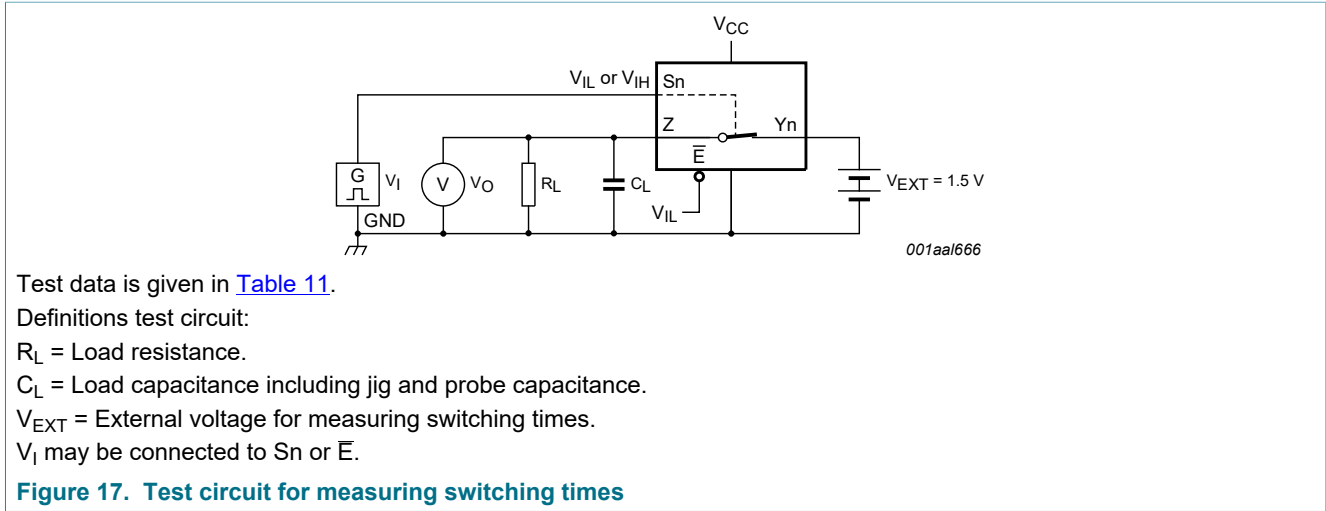 VCC
VIL or VIH
Sn
Z
Yn
E̅
G
VI
V
VO
RL
CL
VEXT = 1.5 V
VIL
GND
001aal666
Test data is given in Table 11.
Definitions test circuit:
RL = Load resistance.
CL = Load capacitance including jig and probe capacitance.
VEXT = External voltage for measuring switching times.
VI may be connected to Sn or E̅.
Figure 17. Test circuit for measuring switching times